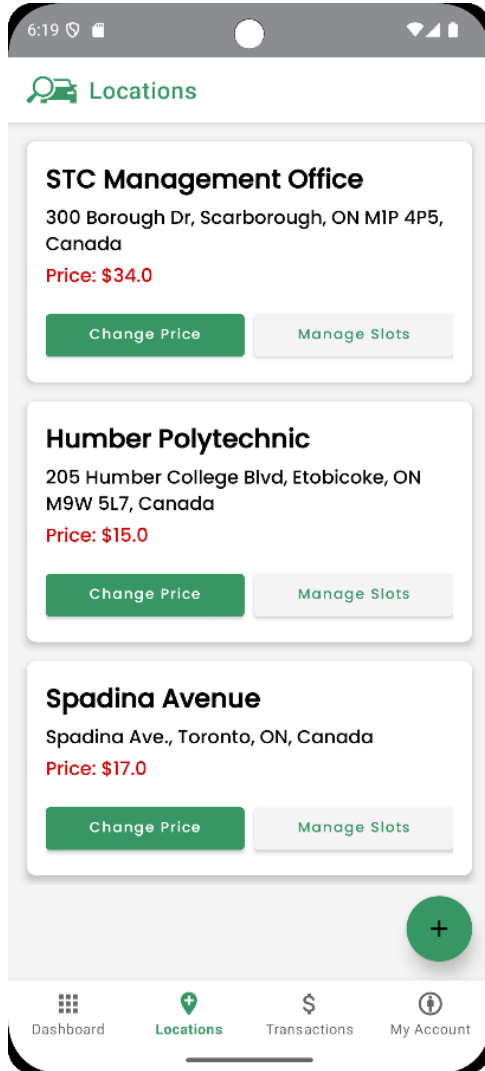 6:19
Locations
STC Management Office
300 Borough Dr, Scarborough, ON M1P 4P5,
Canada
Price: $34.0
Change Price Manage Slots
Humber Polytechnic
205 Humber College Blvd, Etobicoke, ON
M9W 5L7, Canada
Price: $15.0
Change Price Manage Slots
Spadina Avenue
Spadina Ave., Toronto, ON, Canada
Price: $17.0
Change Price Manage Slots
+
Dashboard Locations Transactions My Account